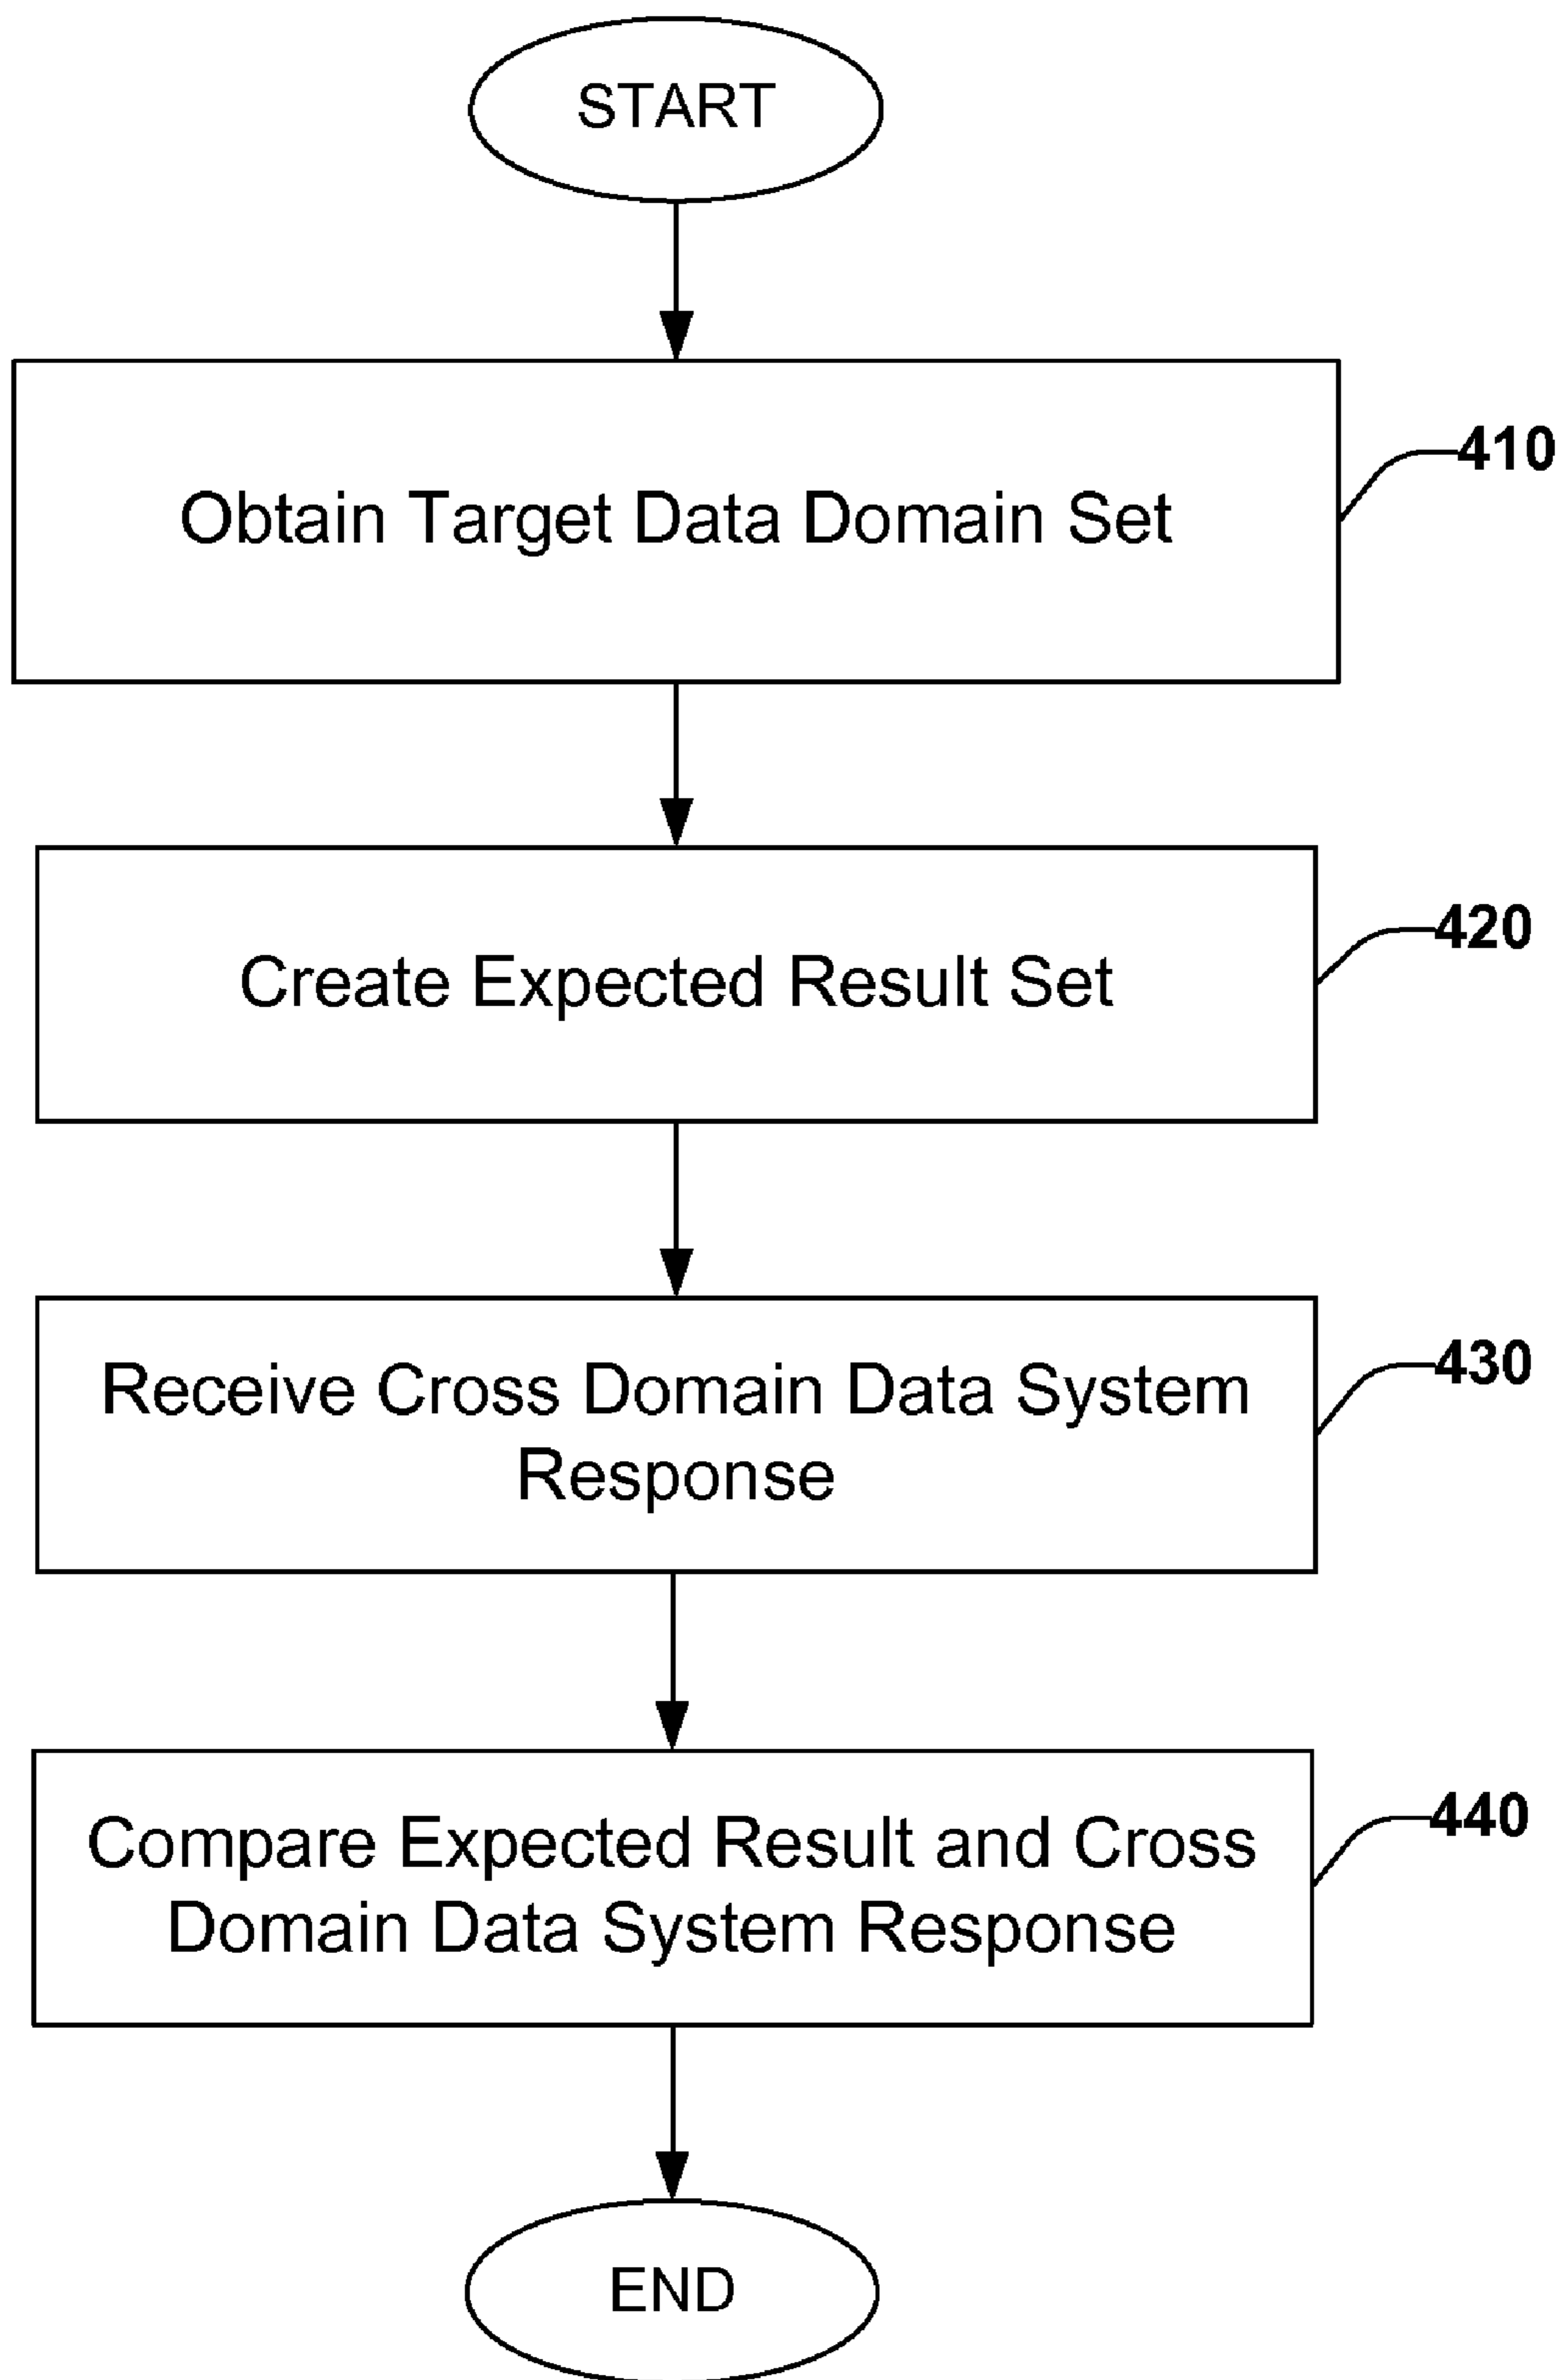 START
410
Obtain Target Data Domain Set
420
Create Expected Result Set
430
Receive Cross Domain Data System
Response
440
Compare Expected Result and Cross
Domain Data System Response
END